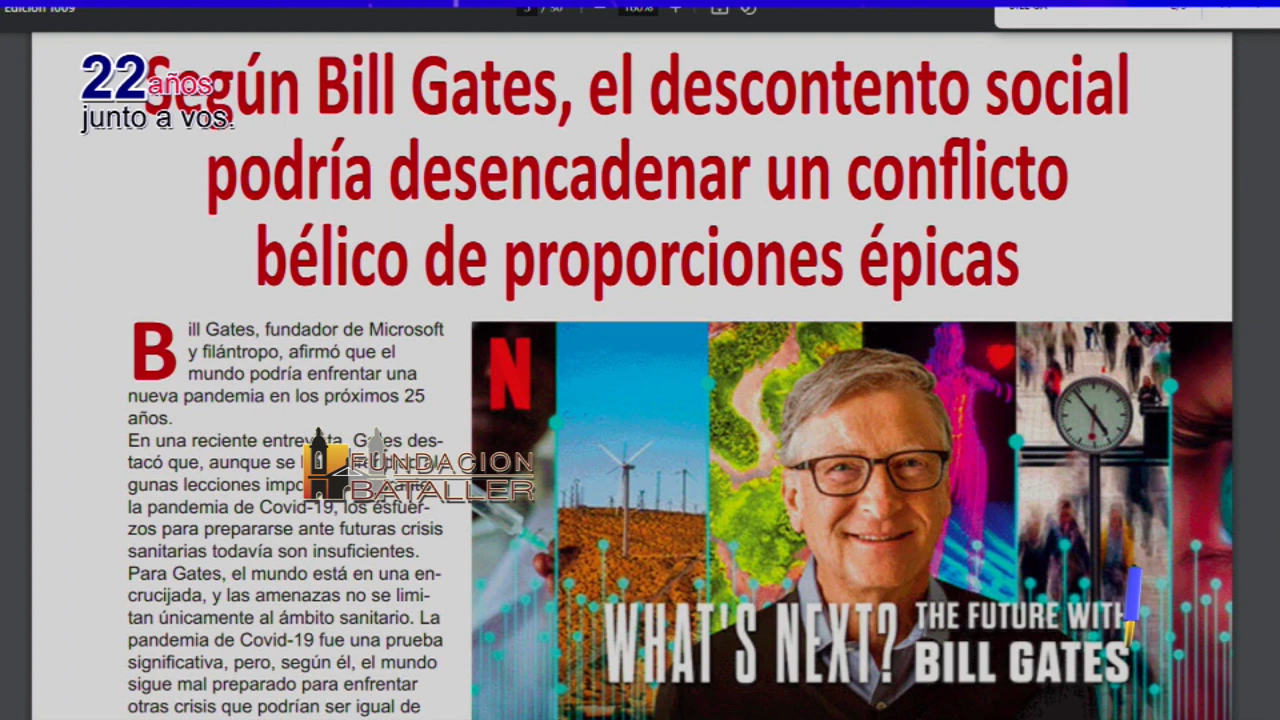 Edición 1009
22 años
junto a vos.
Según Bill Gates, el descontento social
podría desencadenar un conflicto
bélico de proporciones épicas
Bill Gates, fundador de Microsoft
y filántropo, afirmó que el
mundo podría enfrentar una
nueva pandemia en los próximos 25
años.
En una reciente entrevista, Gates des-
tacó que, aunque se
gunas lecciones
la pandemia de Covid-19, los esfuer-
zos para prepararse ante futuras crisis
sanitarias todavía son insuficientes.
Para Gates, el mundo está en una en-
crucijada, y las amenazas no se limi-
tan únicamente al ámbito sanitario. La
pandemia de Covid-19 fue una prueba
significativa, pero, según él, el mundo
sigue mal preparado para enfrentar
otras crisis que podrían ser igual de
FUNDACION
BATALLER
N
WHAT'S NEXT?
THE FUTURE WITH
BILL GATES